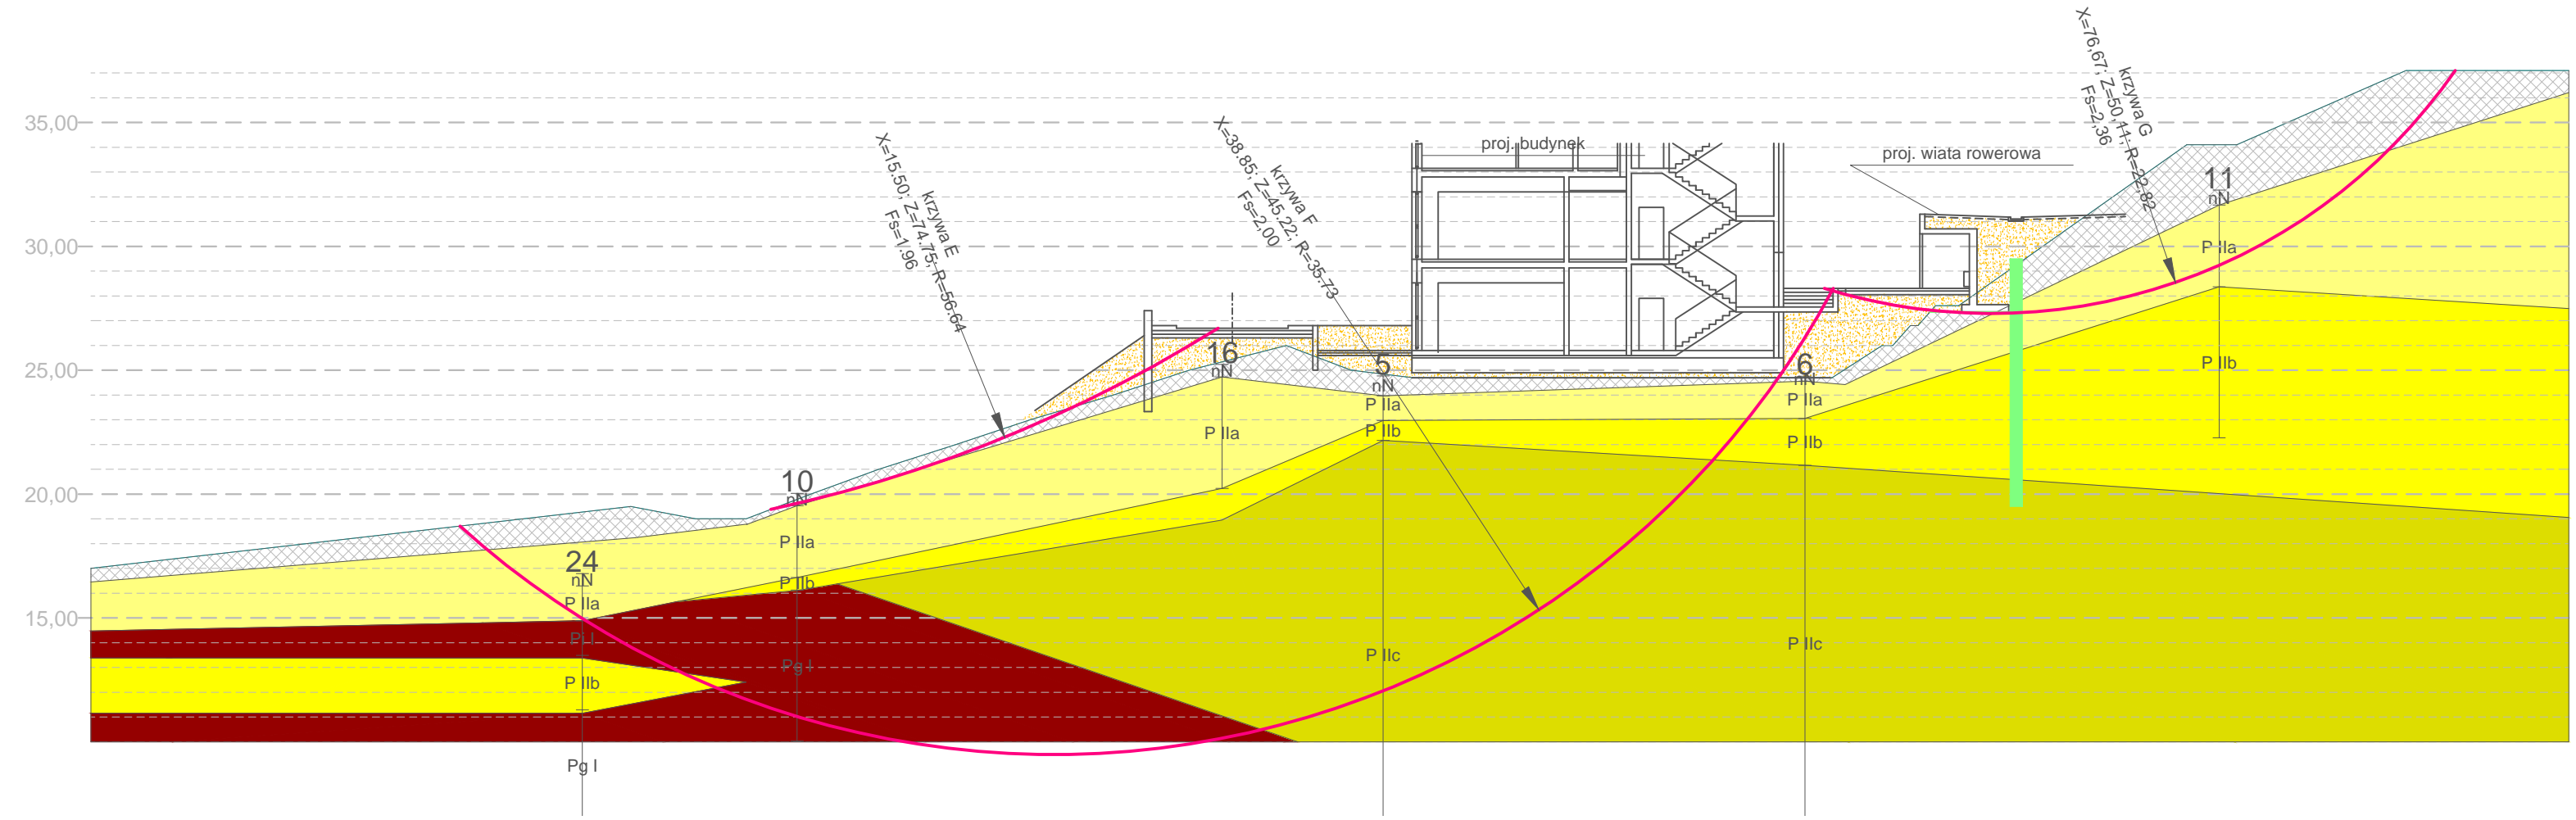 35,00
30,00
25,00
20,00
15,00
krzywa E
X=15.50; Z=74.75; R=56.64
Fs=1.96
krzywa F
X=38.85; Z=45.22; R=35.73
Fs=2,00
krzywa G
X=76,67; Z=50,11; R=22,82
Fs=2,36
proj. budynek
proj. wiata rowerowa
24
nN
P IIa
Pi I
P IIb
Pg I
10
nN
P IIa
P IIb
Pg I
16
nN
P IIa
5
nN
P IIa
P IIb
P IIc
6
nN
P IIa
P IIb
P IIc
11
nN
P IIa
P IIb